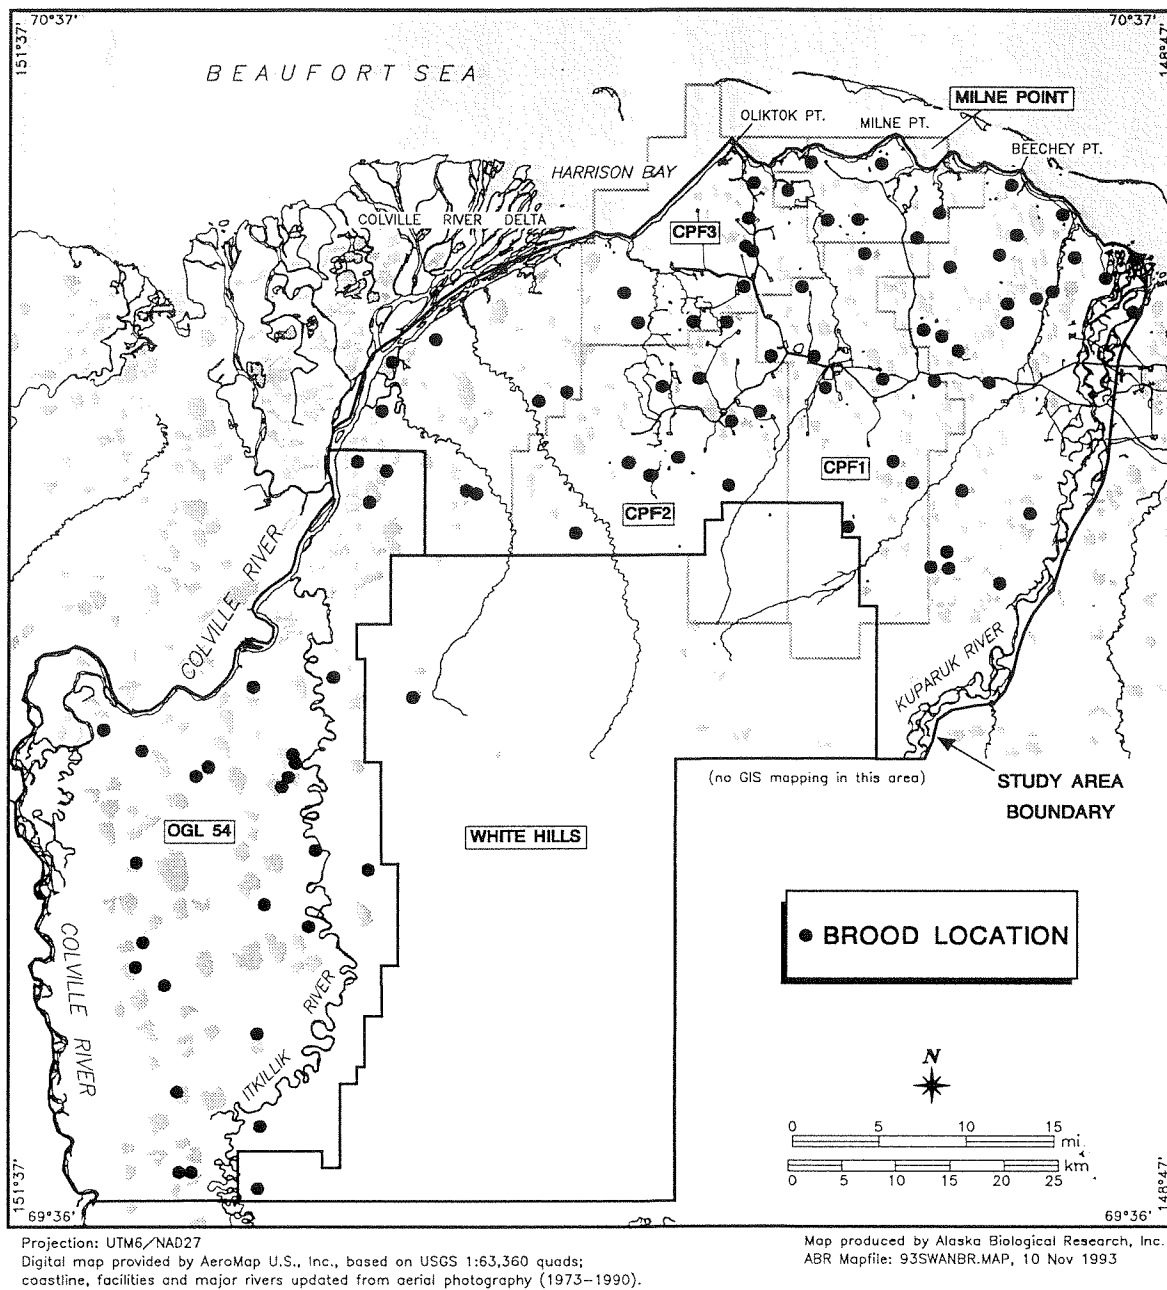 70°37'
70°37'
151°37'
148°47'
BEAUFORT SEA
MILNE POINT
OLIKTOK PT.
MILNE PT.
BEECHEY PT.
HARRISON BAY
COLVILLE RIVER DELTA
CPF3
CPF1
CPF2
COLVILLE RIVER
KUPARUK RIVER
(no GIS mapping in this area)
STUDY AREA
BOUNDARY
OGL 54
WHITE HILLS
BROOD LOCATION
COLVILLE RIVER
ITKILLIK RIVER
N
0 5 10 15
mi.
km
0 5 10 15 20 25
151°37'
148°47'
69°36'
69°36'
Projection: UTM6/NAD27
Digital map provided by AeroMap U.S., Inc., based on USGS 1:63,360 quads;
coastline, facilities and major rivers updated from aerial photography (1973-1990).
Map produced by Alaska Biological Research, Inc.
ABR Mapfile: 93SWANBR.MAP, 10 Nov 1993